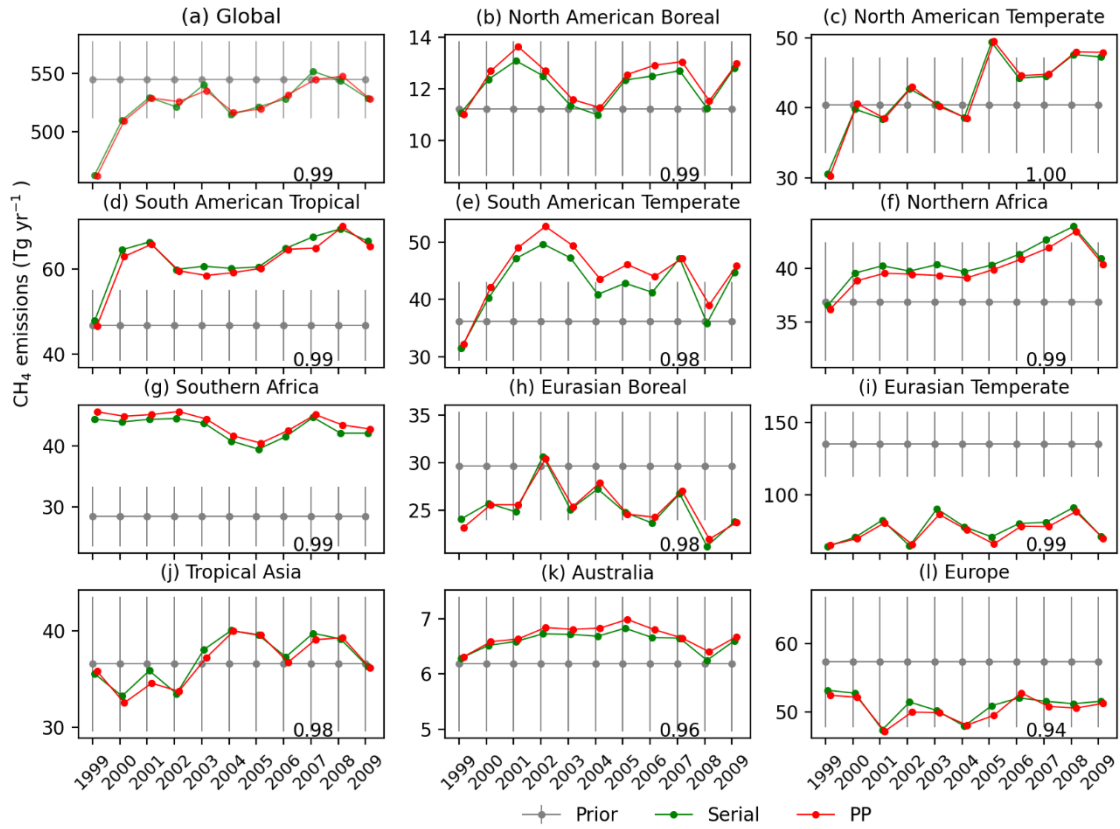 (a) Global
(b) North American Boreal
(c) North American Temperate
550
500
14
13
12
11
10
50
40
30
0.99
0.99
1.00
(d) South American Tropical
(e) South American Temperate
(f) Northern Africa
60
40
50
40
30
40
35
0.99
0.98
0.99
(g) Southern Africa
(h) Eurasian Boreal
(i) Eurasian Temperate
40
30
35
30
25
150
100
0.99
0.98
0.99
(j) Tropical Asia
(k) Australia
(l) Europe
40
30
7
6
5
60
50
0.98
0.96
0.94
CH₄ emissions (Tg yr⁻¹)
1999 2000 2001 2002 2003 2004 2005 2006 2007 2008 2009
1999 2000 2001 2002 2003 2004 2005 2006 2007 2008 2009
1999 2000 2001 2002 2003 2004 2005 2006 2007 2008 2009
Prior Serial PP